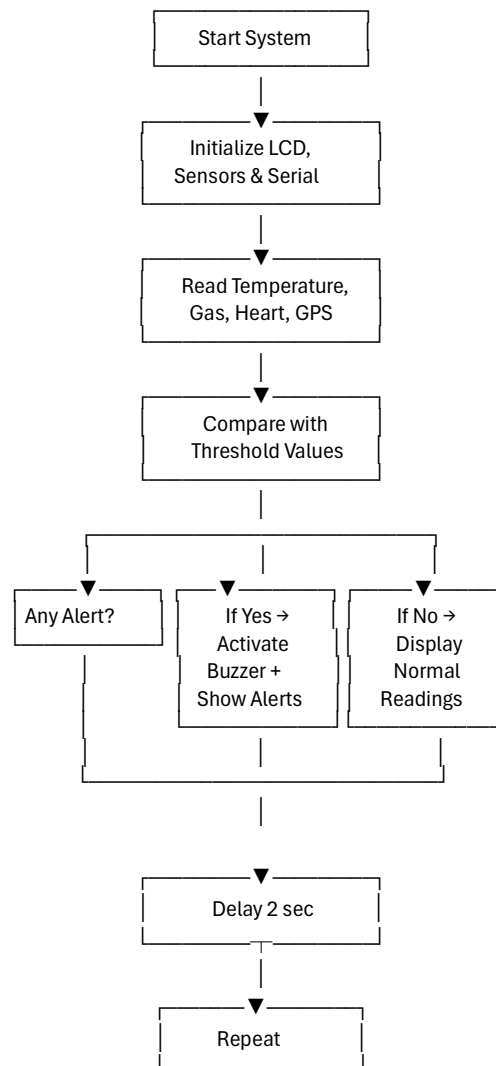 Start System
Initialize LCD,
Sensors & Serial
Read Temperature,
Gas, Heart, GPS
Compare with
Threshold Values
Any Alert?
If Yes →
Activate
Buzzer +
Show Alerts
If No →
Display
Normal
Readings
Delay 2 sec
Repeat